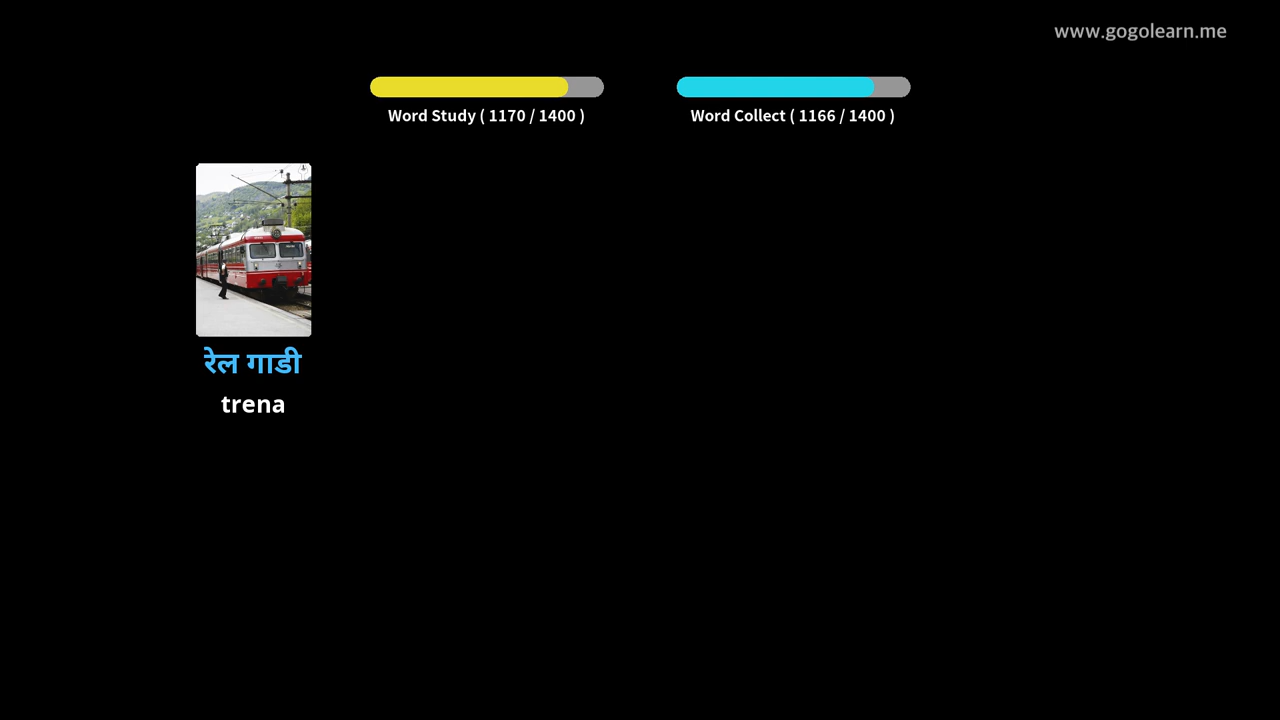 www.gogolearn.me
Word Study ( 1170 / 1400 )
Word Collect ( 1166 / 1400 )
रेल गाडी
trena